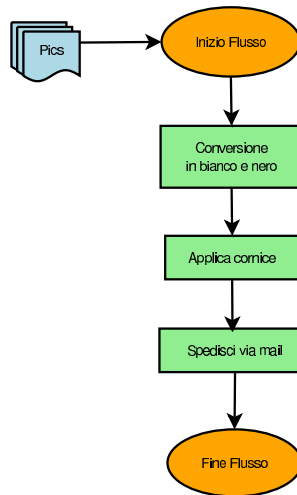 Pics
Inizio Flusso
Conversione
in bianco e nero
Applica cornice
Spedisci via mail
Fine Flusso